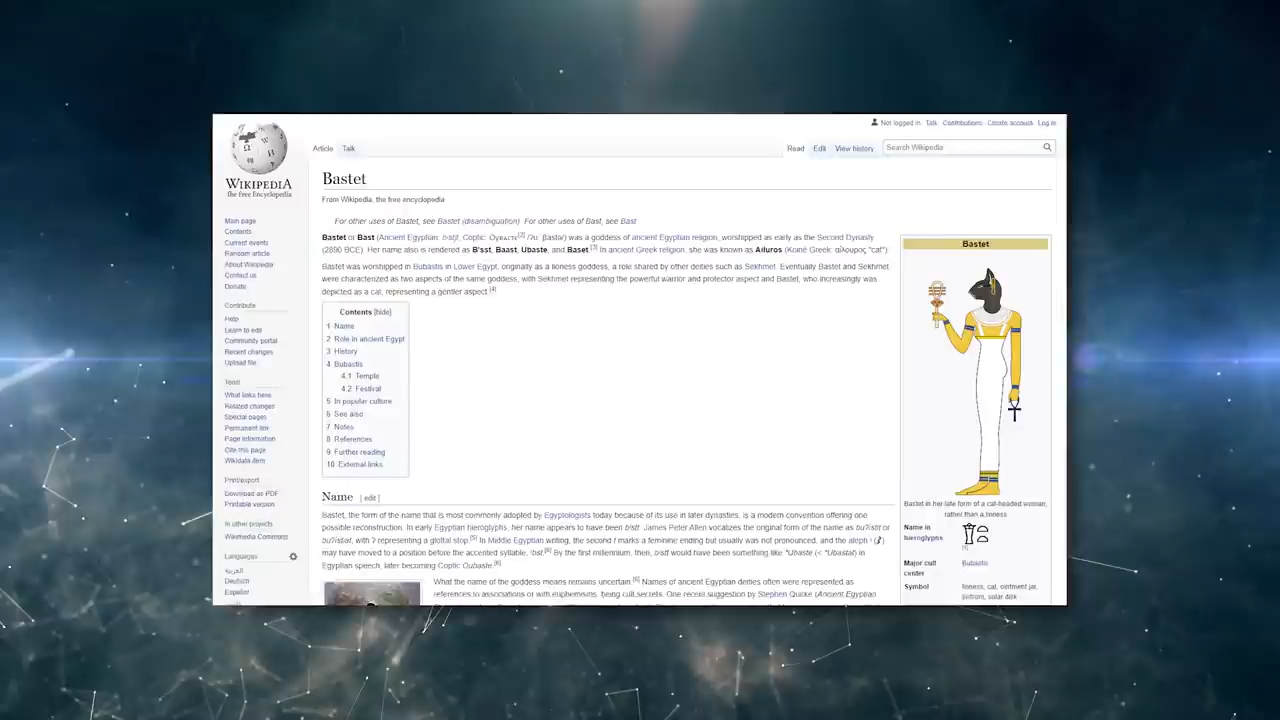 Not logged in Talk Contributions Create account Log in
Article Talk Read Edit View history Search Wikipedia
WIKIPEDIA
The Free Encyclopedia
Main page
Contents
Current events
Random article
About Wikipedia
Contact us
Donate
Contribute
Help
Learn to edit
Community portal
Recent changes
Upload file
Tools
What links here
Related changes
Special pages
Permanent link
Page information
Cite this page
Wikidata item
Print/export
Download as PDF
Printable version
In other projects
Wikimedia Commons
Languages
العربية
Deutsch
Español
Bastet
From Wikipedia, the free encyclopedia
For other uses of Bastet, see Bastet (disambiguation). For other uses of Bast, see Bast
Bastet or Bast (Ancient Egyptian: bꜣstjt, Coptic: Ⲟⲩⲃⲁⲥⲧⲉ[2] /ʔu 'ßastə/) was a goddess of ancient Egyptian religion, worshipped as early as the Second Dynasty
(2890 BCE). Her name also is rendered as B'sst, Baast, Ubaste, and Baset.[3] In ancient Greek religion, she was known as Ailuros (Koinē Greek: αἴλουρος "cat")
Bastet was worshipped in Bubastis in Lower Egypt, originally as a lioness goddess, a role shared by other deities such as Sekhmet. Eventually Bastet and Sekhmet
were characterized as two aspects of the same goddess, with Sekhmet representing the powerful warrior and protector aspect and Bastet, who increasingly was
depicted as a cat, representing a gentler aspect.[4]
Contents [hide]
1 Name
2 Role in ancient Egypt
3 History
4 Bubastis
4.1 Temple
4.2 Festival
5 In popular culture
6 See also
7 Notes
8 References
9 Further reading
10 External links
Name [ edit ]
Bastet, the form of the name that is most commonly adopted by Egyptologists today because of its use in later dynasties, is a modern convention offering one
possible reconstruction. In early Egyptian hieroglyphs, her name appears to have been bꜣstt. James Peter Allen vocalizes the original form of the name as buʔístit or
buʔístiat, with ʔ representing a glottal stop.[5] In Middle Egyptian writing, the second t marks a feminine ending but usually was not pronounced, and the aleph
may have moved to a position before the accented syllable, ꜣbst.[6] By the first millennium, then, bꜣstt would have been something like *Ubaste (< *Ubastat) in
Egyptian speech, later becoming Coptic Oubaste.[6]
What the name of the goddess means remains uncertain.[6] Names of ancient Egyptian deities often were represented as
references to associations or with euphemisms, being cult secrets. One recent suggestion by Stephen Quirke (Ancient Egyptian
Bastet
Bastet in her late form of a cat-headed woman,
rather than a lioness
Name in
hieroglyphs
Major cult
center
Bubastis
Symbol
lioness, cat, ointment jar,
sistrum, solar disk